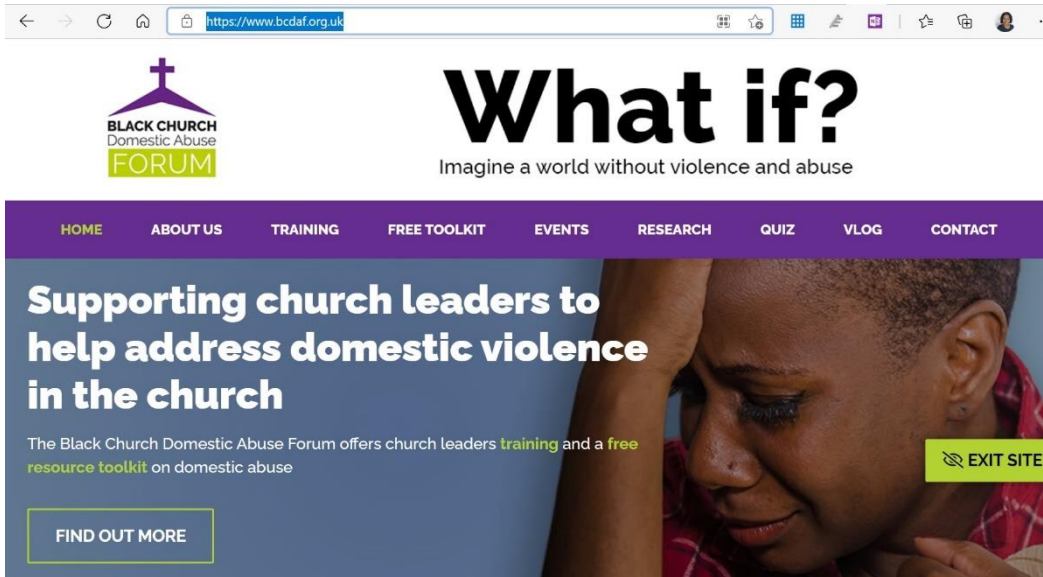 https://www.bcdaf.org.uk
BLACK CHURCH
Domestic Abuse
FORUM
What if?
Imagine a world without violence and abuse
HOME ABOUT US TRAINING FREE TOOLKIT EVENTS RESEARCH QUIZ VLOG CONTACT
Supporting church leaders to
help address domestic violence
in the church
The Black Church Domestic Abuse Forum offers church leaders training and a free
resource toolkit on domestic abuse
EXIT SITE
FIND OUT MORE